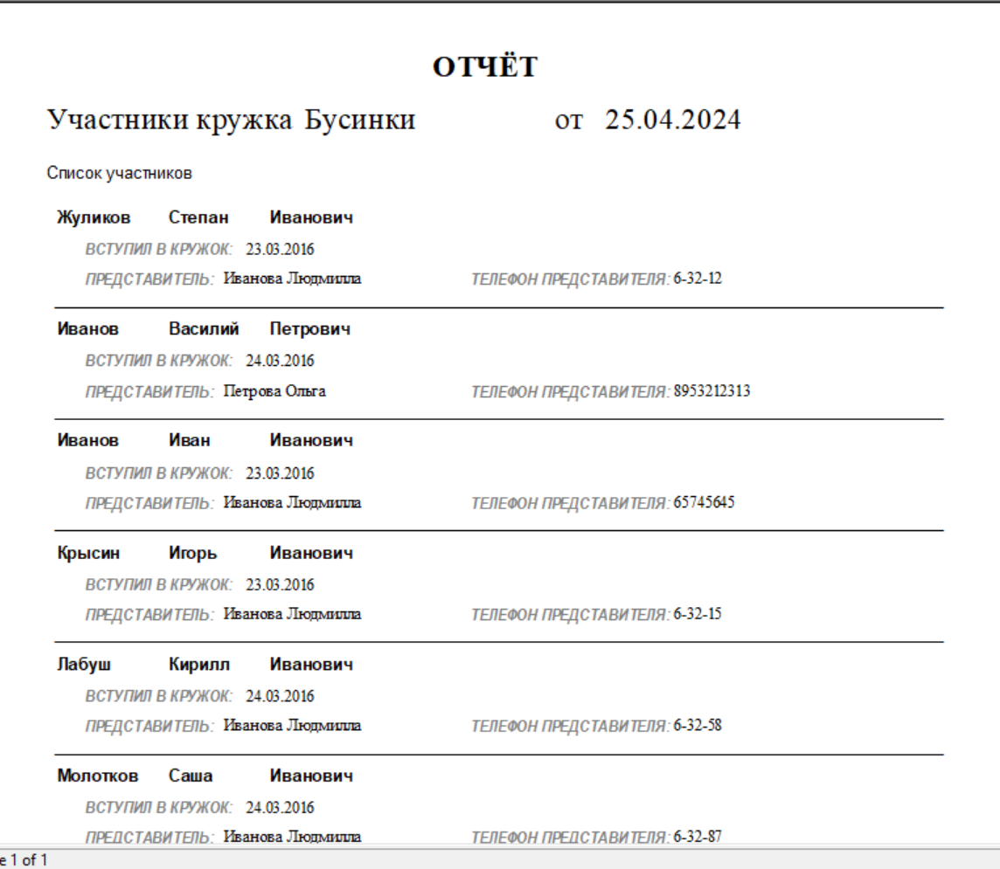 ОТЧЁТ
Участники кружка Бусинки от 25.04.2024
Список участников
Жуликов Степан Иванович
ВСТУПИЛ В КРУЖОК: 23.03.2016
ПРЕДСТАВИТЕЛЬ: Иванова Людмилла ТЕЛЕФОН ПРЕДСТАВИТЕЛЯ: 6-32-12
Иванов Василий Петрович
ВСТУПИЛ В КРУЖОК: 24.03.2016
ПРЕДСТАВИТЕЛЬ: Петрова Ольга ТЕЛЕФОН ПРЕДСТАВИТЕЛЯ: 8953212313
Иванов Иван Иванович
ВСТУПИЛ В КРУЖОК: 23.03.2016
ПРЕДСТАВИТЕЛЬ: Иванова Людмилла ТЕЛЕФОН ПРЕДСТАВИТЕЛЯ: 65745645
Крысин Игорь Иванович
ВСТУПИЛ В КРУЖОК: 23.03.2016
ПРЕДСТАВИТЕЛЬ: Иванова Людмилла ТЕЛЕФОН ПРЕДСТАВИТЕЛЯ: 6-32-15
Лабуш Кирилл Иванович
ВСТУПИЛ В КРУЖОК: 24.03.2016
ПРЕДСТАВИТЕЛЬ: Иванова Людмилла ТЕЛЕФОН ПРЕДСТАВИТЕЛЯ: 6-32-58
Молотков Саша Иванович
ВСТУПИЛ В КРУЖОК: 24.03.2016
ПРЕДСТАВИТЕЛЬ: Иванова Людмилла ТЕЛЕФОН ПРЕДСТАВИТЕЛЯ: 6-32-87
e 1 of 1